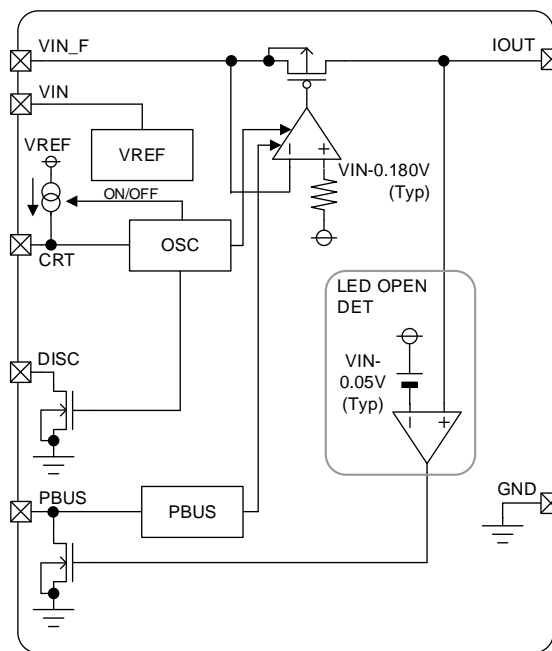 VIN_F
IOUT
VIN
VREF
VREF
VIN-0.180V
(Typ)
ON/OFF
OSC
CRT
LED OPEN
DET
DISC
VIN-
0.05V
(Typ)
PBUS
PBUS
GND